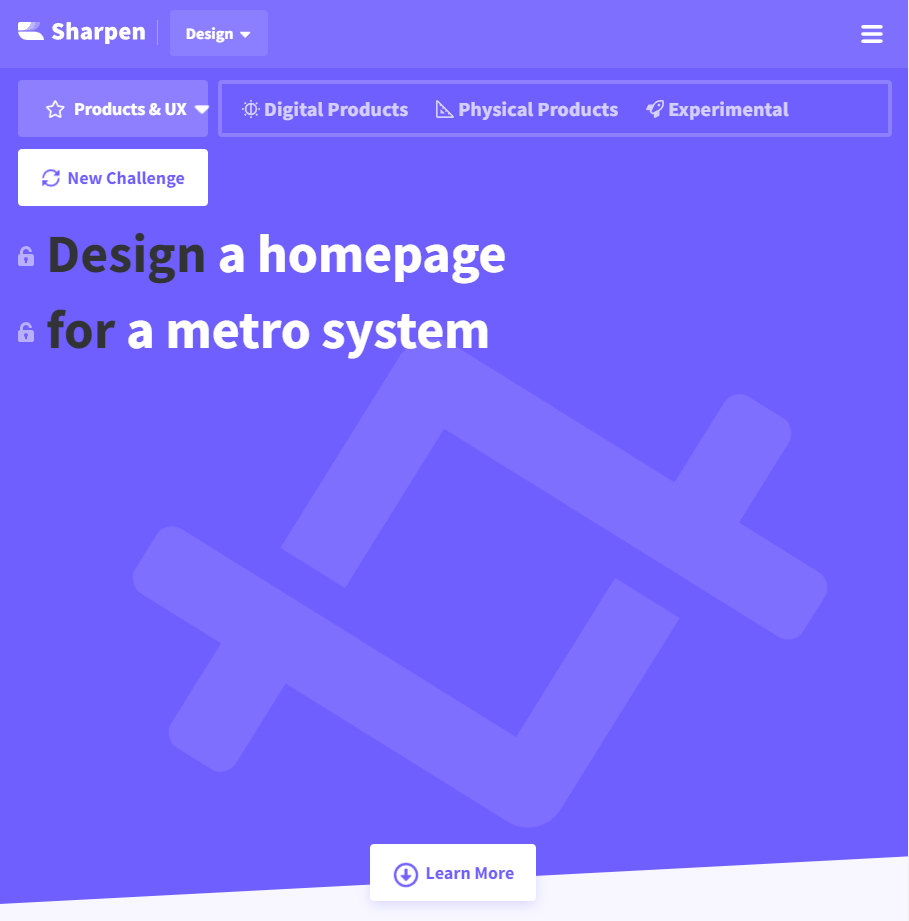 Sharpen
Design
Products & UX
Digital Products
Physical Products
Experimental
New Challenge
Design a homepage
for a metro system
Learn More